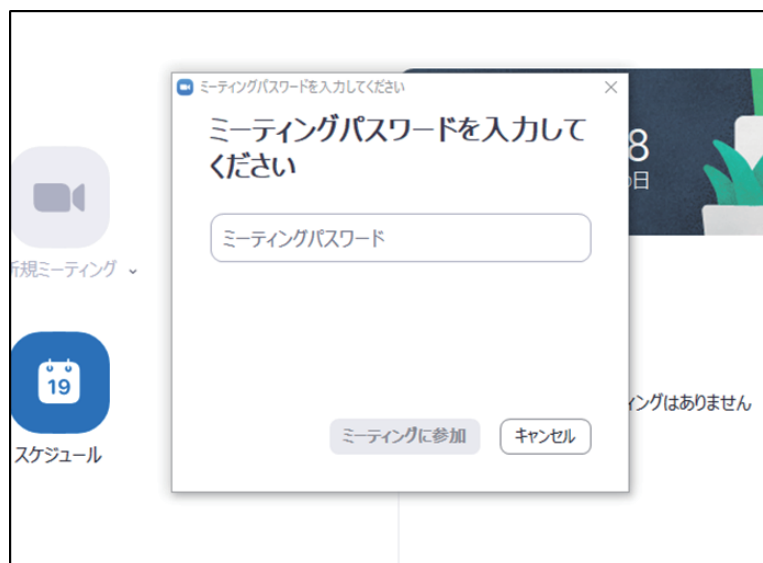 ミーティングパスワードを入力してください
ミーティングパスワードを入力して
ください
8
の日
ミーティングパスワード
新規ミーティング
19
ングはありません
ミーティングに参加
キャンセル
スケジュール